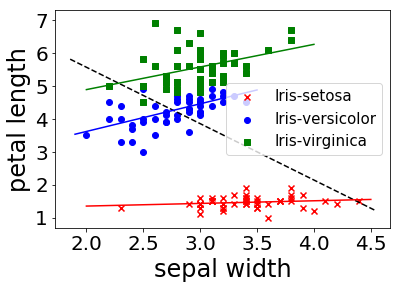 7
6
5
4
3
2
1
petal length
Iris-setosa
Iris-versicolor
Iris-virginica
2.0 2.5 3.0 3.5 4.0 4.5
sepal width